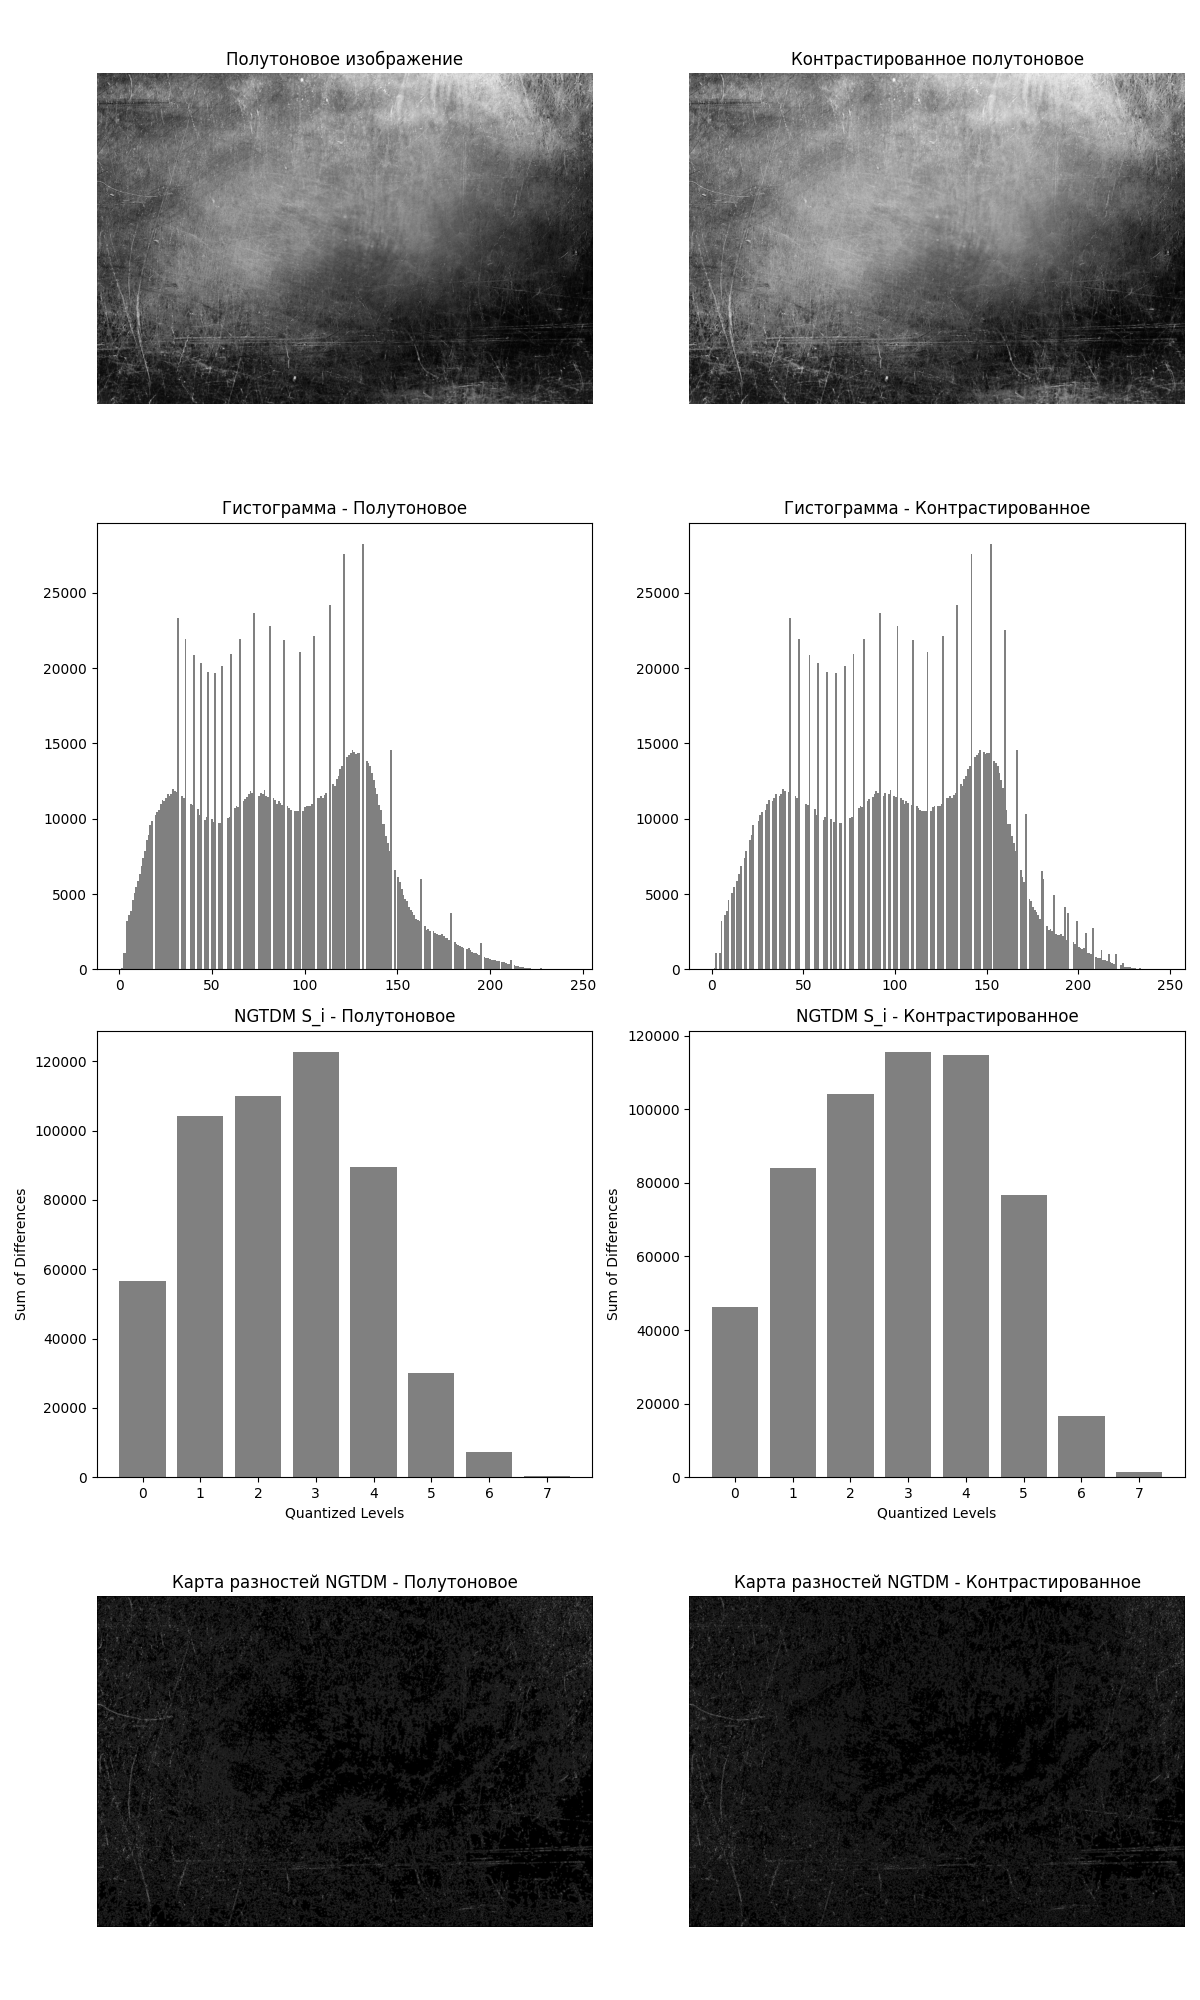 Полутоновое изображение
Контрастированное полутоновое
Гистограмма - Полутоновое
Гистограмма - Контрастированное
25000
20000
15000
10000
5000
0
0 50 100 150 200 250
25000
20000
15000
10000
5000
0
0 50 100 150 200 250
NGTDM S_i - Полутоновое
NGTDM S_i - Контрастированное
Sum of Differences
120000
100000
80000
60000
40000
20000
0
0 1 2 3 4 5 6 7
Quantized Levels
Sum of Differences
120000
100000
80000
60000
40000
20000
0
0 1 2 3 4 5 6 7
Quantized Levels
Карта разностей NGTDM - Полутоновое
Карта разностей NGTDM - Контрастированное